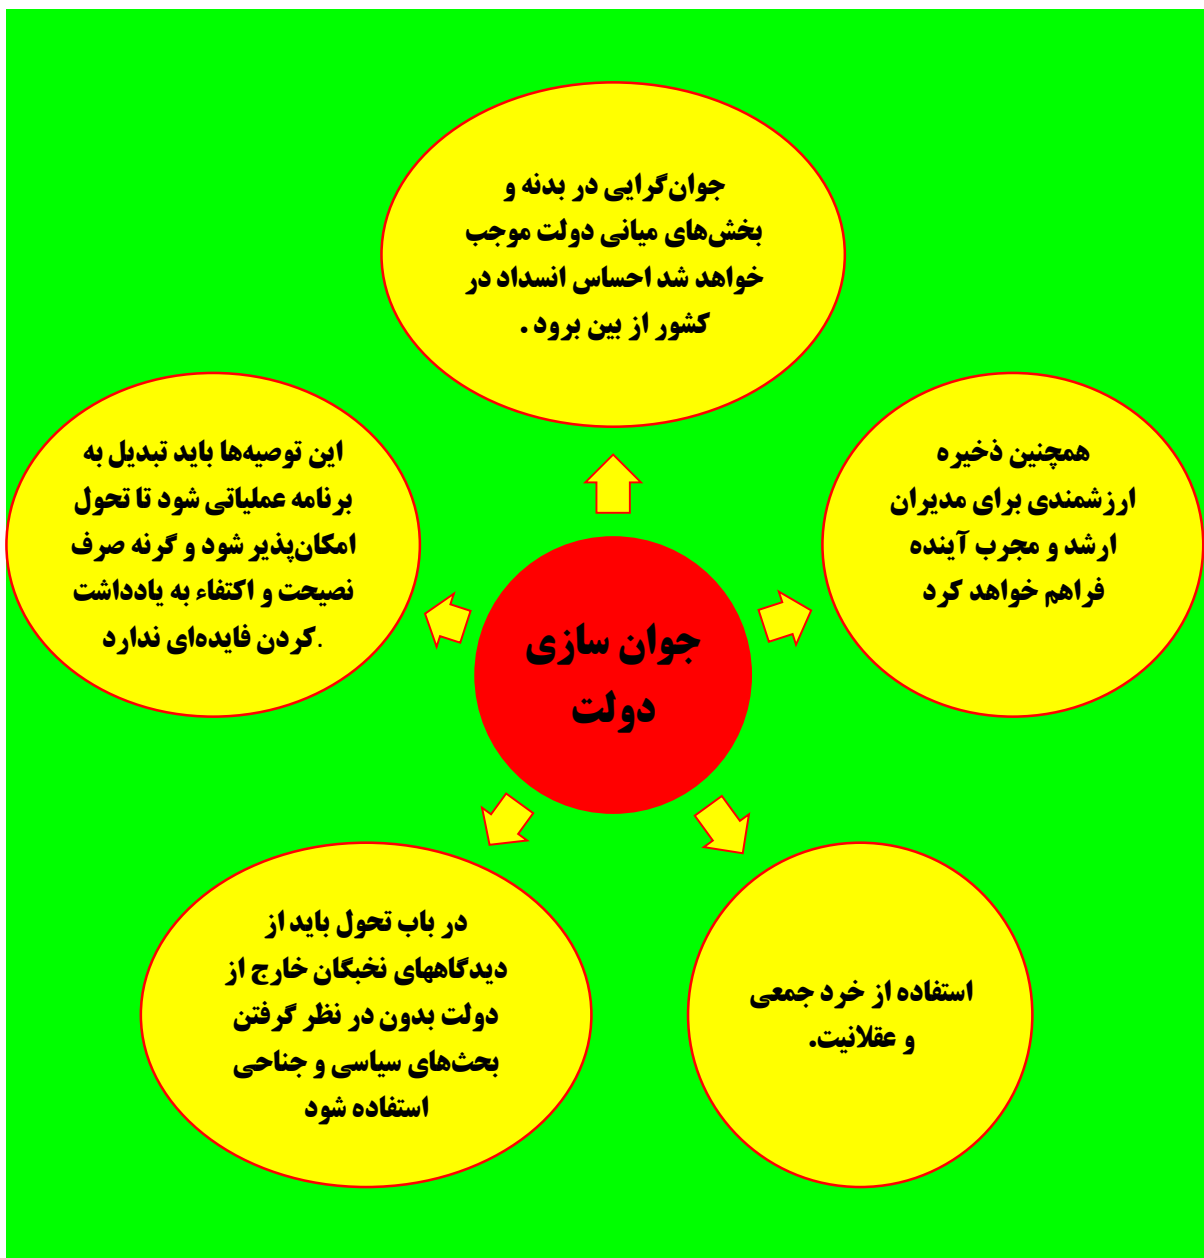 جوان‌گرایی در بدنه و
بخش‌های میانی دولت موجب
خواهد شد احساس انسداد در
کشور از بین برود .
همچنین ذخیره
ارزشمندی برای مدیران
ارشد و مجرب آینده
فراهم خواهد کرد
این توصیه‌ها باید تبدیل به
برنامه عملیاتی شود تا تحول
امکان‌پذیر شود و گرنه صرف
نصیحت و اکتفاء به یادداشت
.کردن فایده‌ای ندارد
جوان سازی
دولت
استفاده از خرد جمعی
و عقلانیت.
در باب تحول باید از
دیدگاههای نخبگان خارج از
دولت بدون در نظر گرفتن
بحث‌های سیاسی و جناحی
استفاده شود